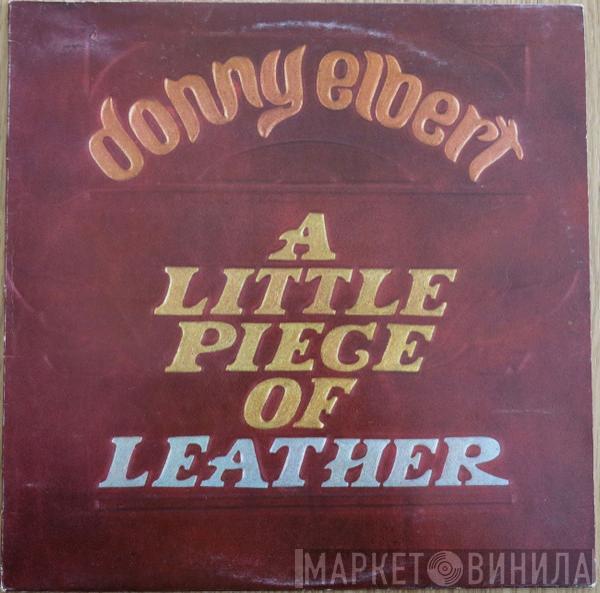 donny elbert
A
LITTLE
PIECE
OF
LEATHER
МАРКЕТ ВИНИЛА